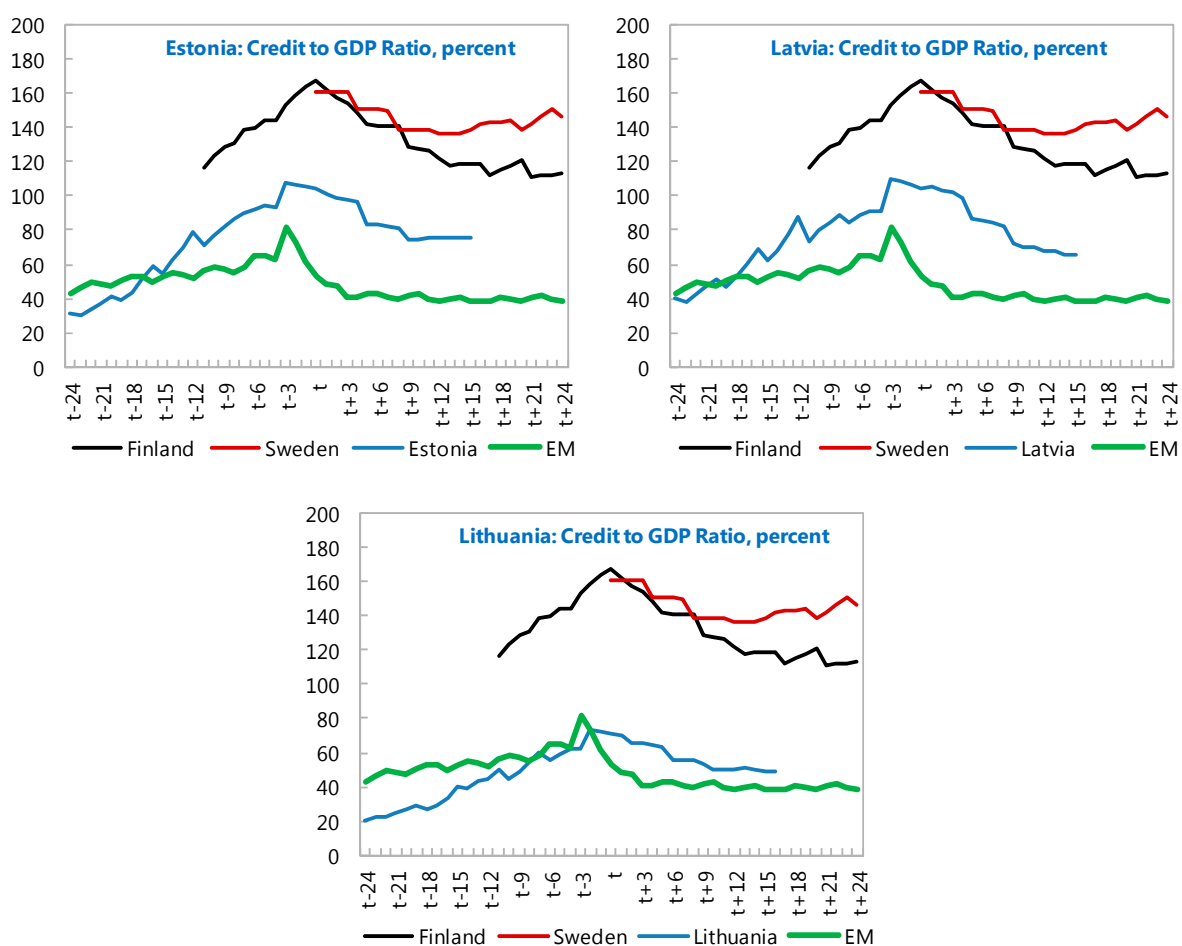 Estonia: Credit to GDP Ratio, percent
200
180
160
140
120
100
80
60
40
20
0
t-24
t-21
t-18
t-15
t-12
t-9
t-6
t-3
t
t+3
t+6
t+9
t+12
t+15
t+18
t+21
t+24
Finland Sweden Estonia EM
Latvia: Credit to GDP Ratio, percent
200
180
160
140
120
100
80
60
40
20
0
t-24
t-21
t-18
t-15
t-12
t-9
t-6
t-3
t
t+3
t+6
t+9
t+12
t+15
t+18
t+21
t+24
Finland Sweden Latvia EM
Lithuania: Credit to GDP Ratio, percent
200
180
160
140
120
100
80
60
40
20
0
t-24
t-21
t-18
t-15
t-12
t-9
t-6
t-3
t
t+3
t+6
t+9
t+12
t+15
t+18
t+21
t+24
Finland Sweden Lithuania EM